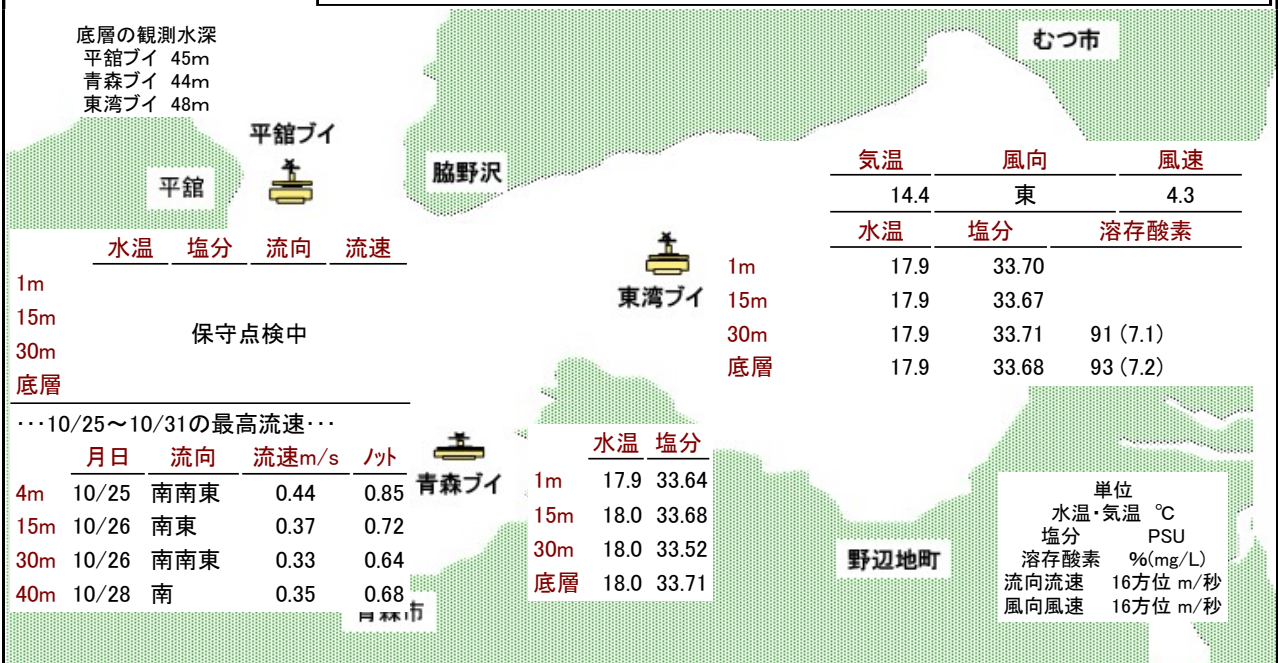 底層の観測水深
平舘ブイ 45m
青森ブイ 44m
東湾ブイ 48m
むつ市
平舘ブイ
平舘
脇野沢
気温 風向 風速
14.4 東 4.3
水温 塩分 溶存酸素
1m 17.9 33.70
15m 17.9 33.67
30m 17.9 33.71 91 (7.1)
底層 17.9 33.68 93 (7.2)
東湾ブイ
水温 塩分 流向 流速
1m
15m
保守点検中
30m
底層
･･･10/25～10/31の最高流速･･･
月日 流向 流速m/s ノット
4m 10/25 南南東 0.44 0.85
15m 10/26 南東 0.37 0.72
30m 10/26 南南東 0.33 0.64
40m 10/28 南 0.35 0.68
青森ブイ
水温 塩分
1m 17.9 33.64
15m 18.0 33.68
30m 18.0 33.52
底層 18.0 33.71
青森市
野辺地町
単位
水温・気温 ℃
塩分 PSU
溶存酸素 %(mg/L)
流向流速 16方位 m/秒
風向風速 16方位 m/秒